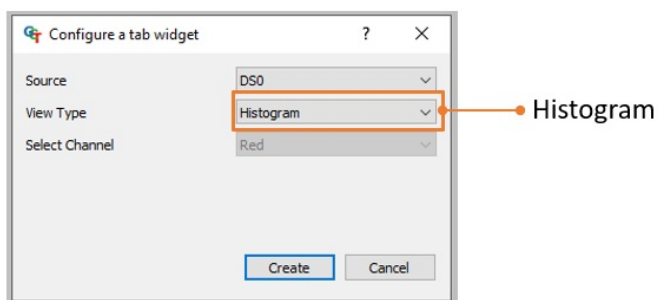 Configure a tab widget ?
Source DS0
View Type Histogram
Histogram
Select Channel Red
Create Cancel